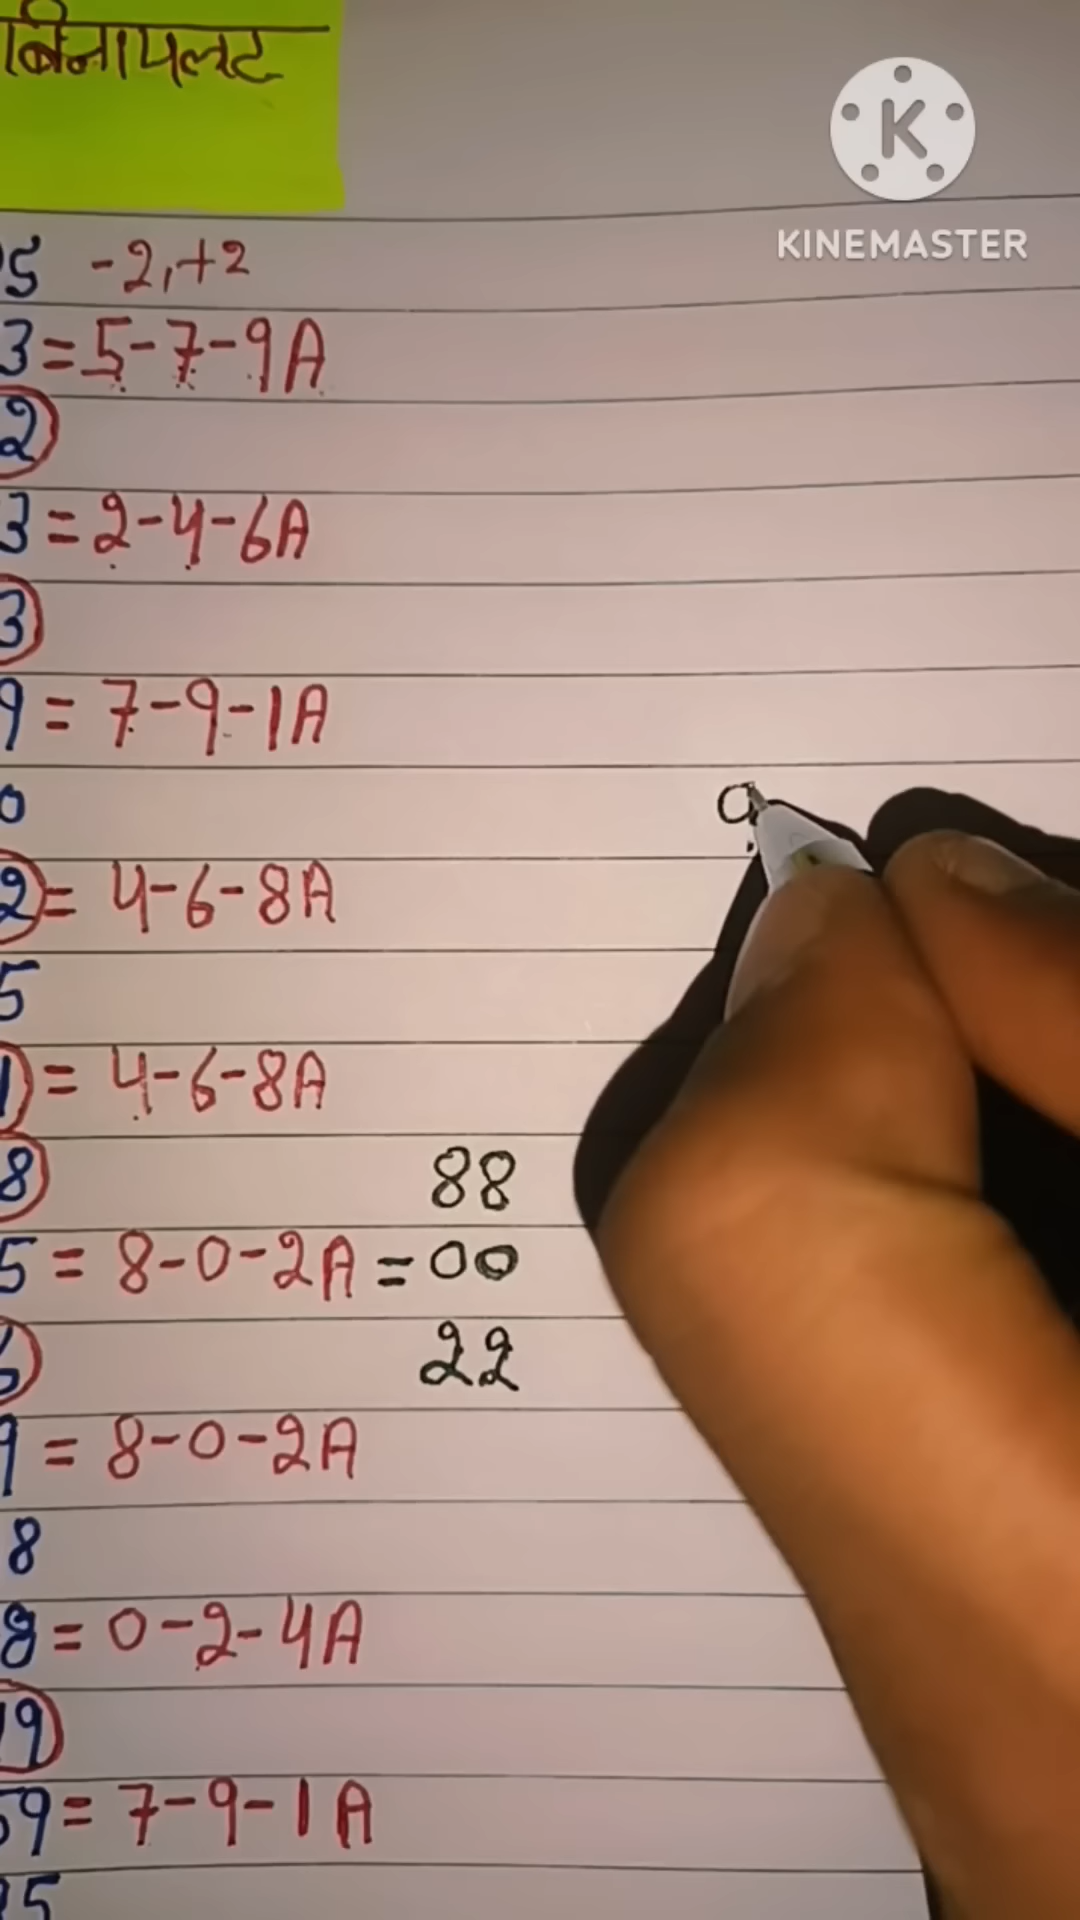 बिना पलट
KINEMASTER
5 -2,+2
3 = 5-7-9A
2
3 = 2-4-6A
3
9 = 7-9-1A
0
2 = 4-6-8A
5
1 = 4-6-8A
8 88
5 = 8-0-2A = 00
22
9 = 8-0-2A
8
8 = 0-2-4A
19
59 = 7-9-1A